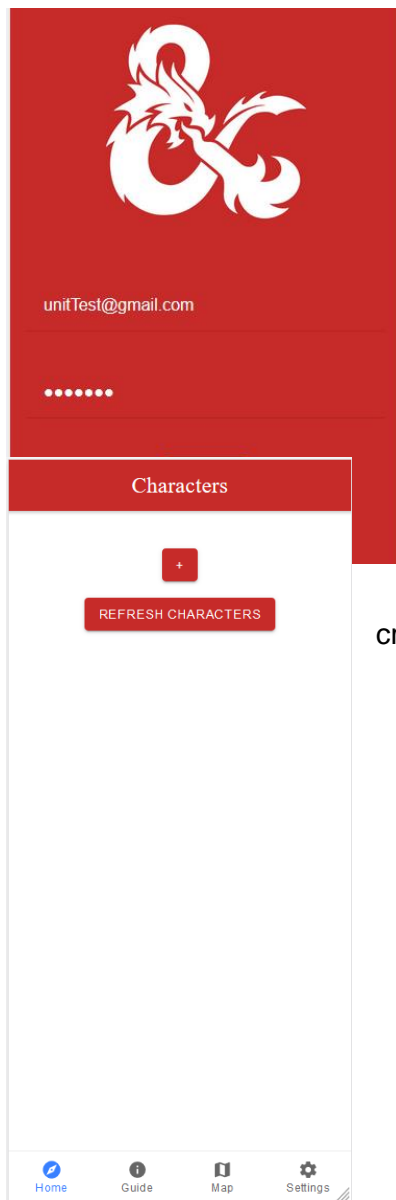 unitTest@gmail.com
•••••••
Characters
+
REFRESH CHARACTERS
Home Guide Map Settings